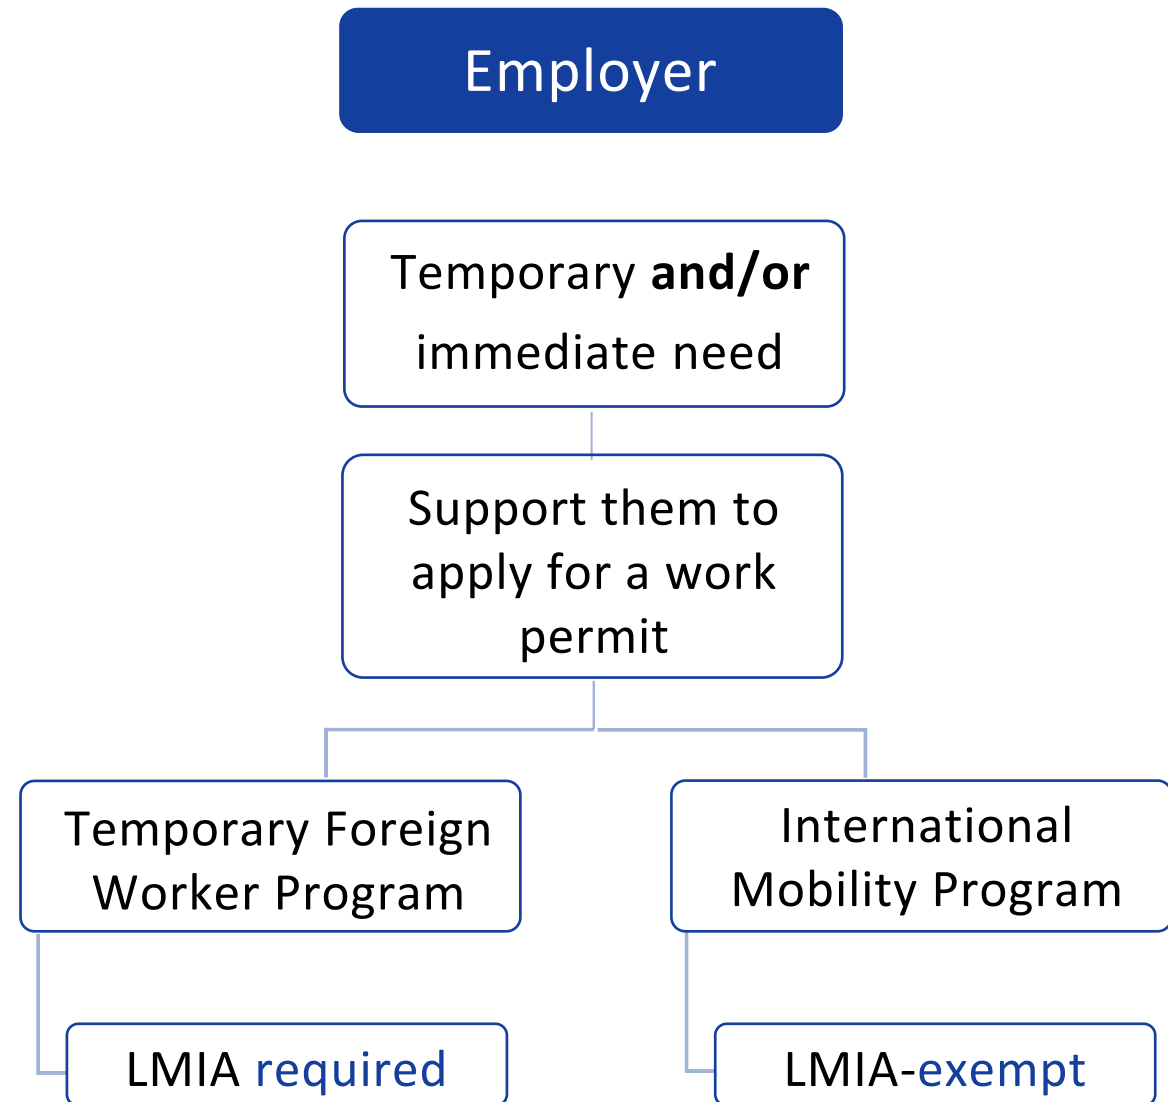 Employer
Temporary and/or
immediate need
Support them to
apply for a work
permit
Temporary Foreign
Worker Program
International
Mobility Program
LMIA required
LMIA-exempt